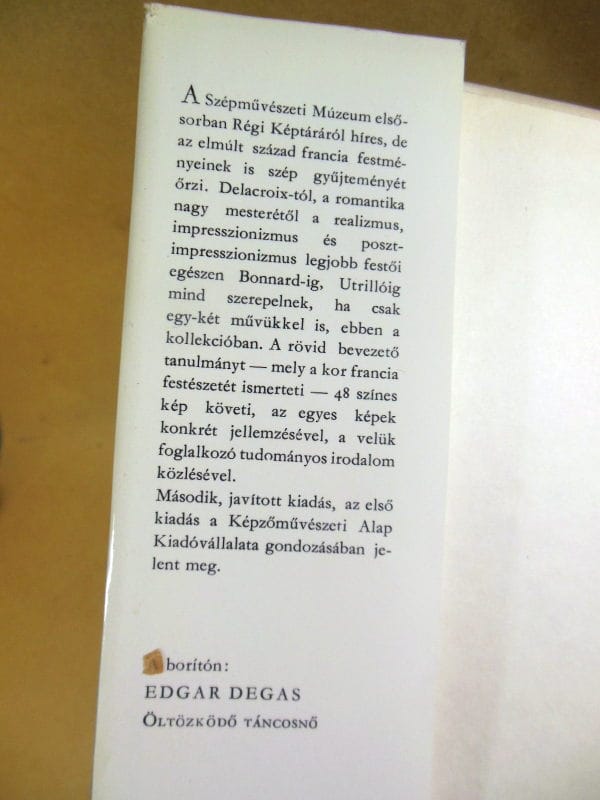 A Szépművészeti Múzeum első-
sorban Régi Képtáráról híres, de
az elmúlt század francia festmé-
nyeinek is szép gyűjteményét
őrzi. Delacroix-tól, a romantika
nagy mesterétől a realizmus,
impresszionizmus és poszt-
impresszionizmus legjobb festői
egészen Bonnard-ig, Utrillóig
mind szerepelnek, ha csak
egy-két művükkel is, ebben a
kollekcióban. A rövid bevezető
tanulmányt — mely a kor francia
festészetét ismerteti — 48 színes
kép követi, az egyes képek
konkrét jellemzésével, a velük
foglalkozó tudományos irodalom
közlésével.
Második, javított kiadás, az első
kiadás a Képzőművészeti Alap
Kiadóvállalata gondozásában je-
lent meg.
A borítón:
EDGAR DEGAS
ÖLTÖZKÖDŐ TÁNCOSNŐ